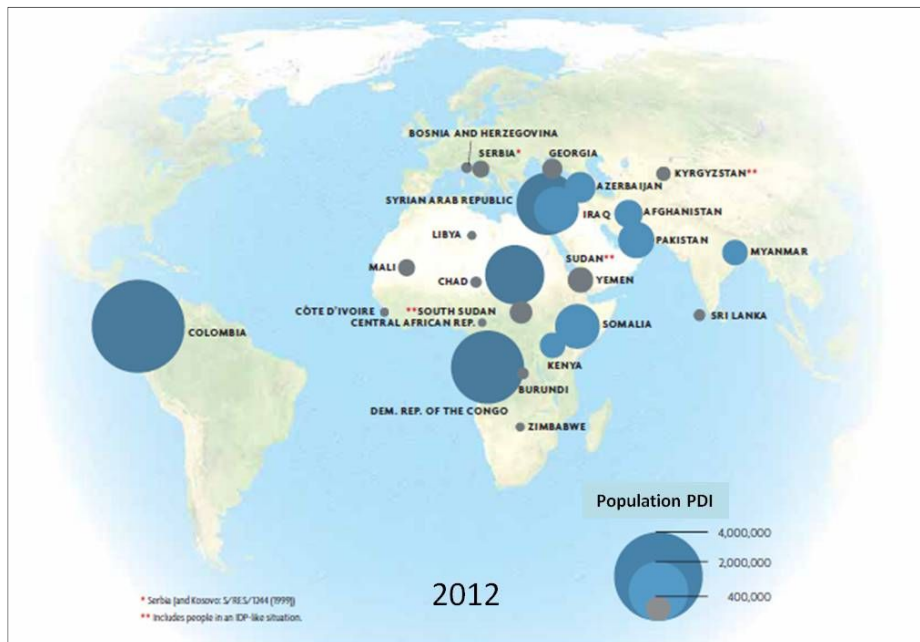 BOSNIA AND HERZEGOVINA
SERBIA*
GEORGIA
KYRGYZSTAN**
AZERBAIJAN
SYRIAN ARAB REPUBLIC
IRAQ
AFGHANISTAN
LIBYA
PAKISTAN
MYANMAR
SUDAN**
MALI
CHAD
YEMEN
CÔTE D'IVOIRE
**SOUTH SUDAN
SRI LANKA
CENTRAL AFRICAN REP.
SOMALIA
COLOMBIA
KENYA
BURUNDI
DEM. REP. OF THE CONGO
ZIMBABWE
Population PDI
4,000,000
2,000,000
400,000
2012
* Serbia (and Kosovo: S/RES/1244 (1999))
** Includes people in an IDP-like situation.